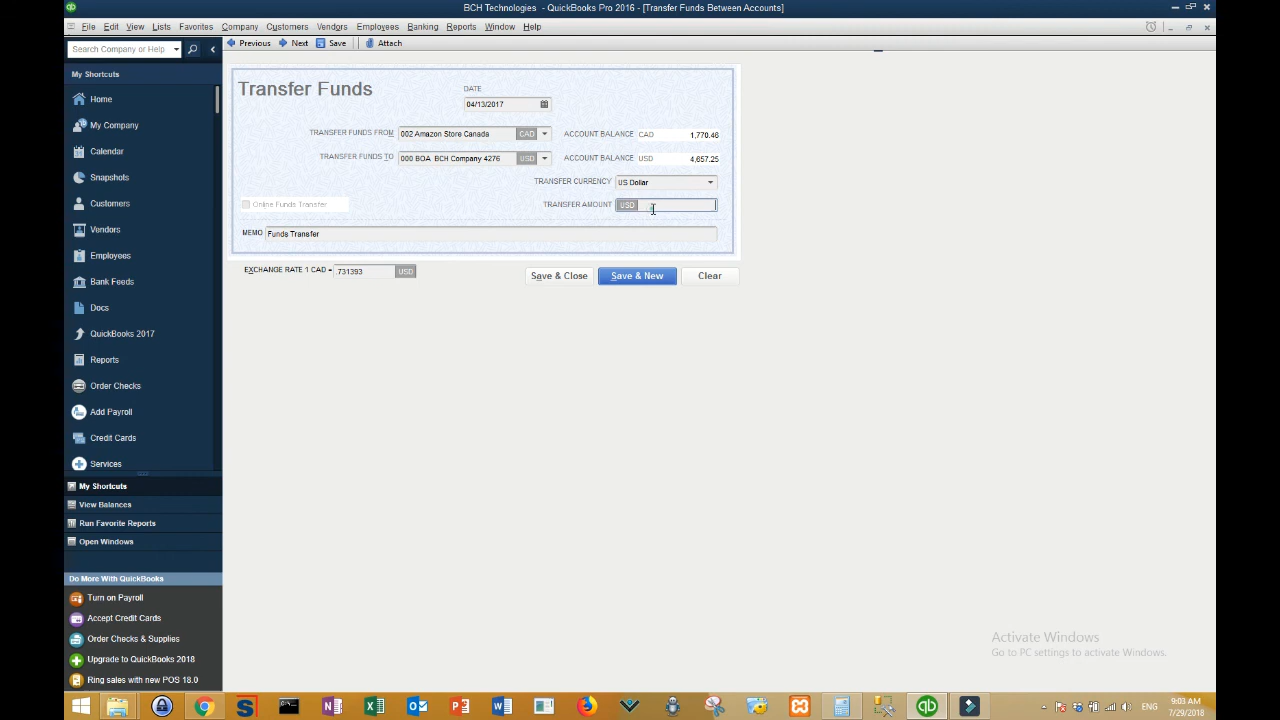 BCH Technologies - QuickBooks Pro 2016 - [Transfer Funds Between Accounts]
File Edit View Lists Favorites Company Customers Vendors Employees Banking Reports Window Help
Search Company or Help
Previous Next Save Attach
My Shortcuts
Home
My Company
Calendar
Snapshots
Customers
Vendors
Employees
Bank Feeds
Docs
QuickBooks 2017
Reports
Order Checks
Add Payroll
Credit Cards
Services
My Shortcuts
View Balances
Run Favorite Reports
Open Windows
Do More With QuickBooks
Turn on Payroll
Accept Credit Cards
Order Checks & Supplies
Upgrade to QuickBooks 2018
Ring sales with new POS 18.0
Transfer Funds
DATE
04/13/2017
TRANSFER FUNDS FROM 002 Amazon Store Canada CAD ACCOUNT BALANCE CAD 1,770.46
TRANSFER FUNDS TO 000 BOA BCH Company 4276 USD ACCOUNT BALANCE USD 4,657.25
TRANSFER CURRENCY US Dollar
Online Funds Transfer TRANSFER AMOUNT USD
MEMO Funds Transfer
EXCHANGE RATE 1 CAD = .731393 USD
Save & Close Save & New Clear
Activate Windows
Go to PC settings to activate Windows.
ENG
9:03 AM
7/29/2018